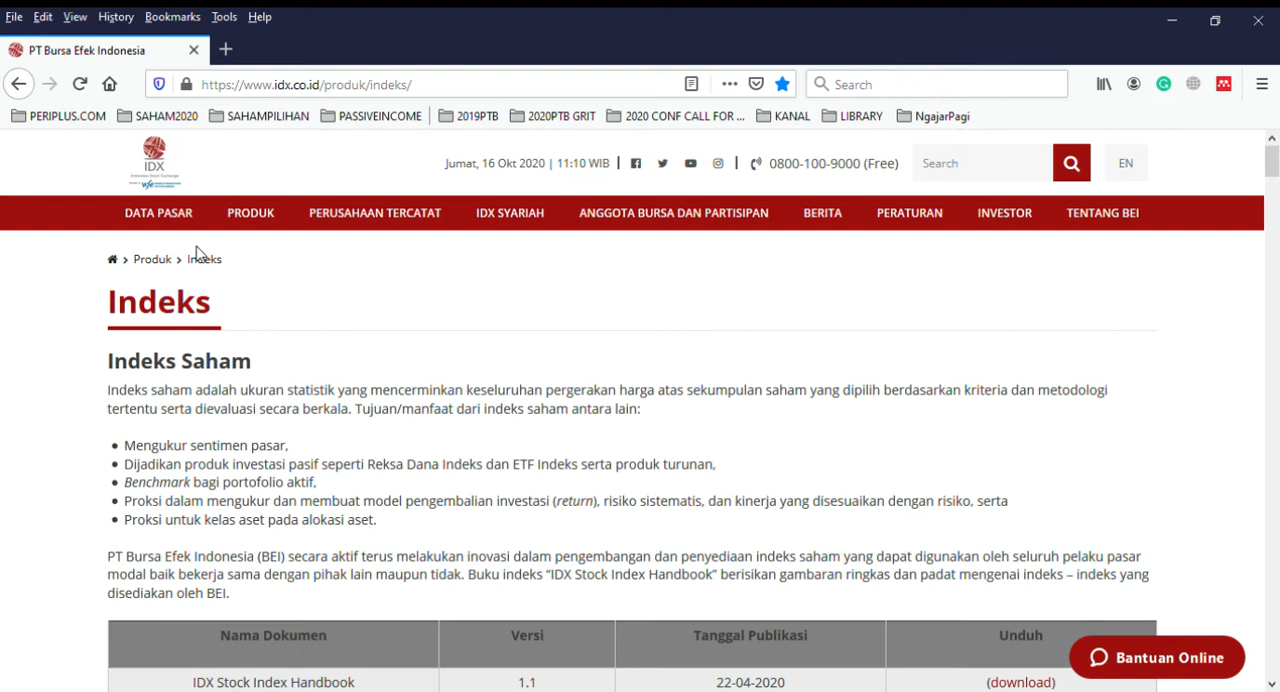 File Edit View History Bookmarks Tools Help
PT Bursa Efek Indonesia
https://www.idx.co.id/produk/indeks/ Search
PERIPLUS.COM SAHAM2020 SAHAMPILIHAN PASSIVEINCOME 2019PTB 2020PTB GRIT 2020 CONF CALL FOR ... KANAL LIBRARY NgajarPagi
IDX
Indonesia Stock Exchange
Jumat, 16 Okt 2020 | 11:10 WIB | | 0800-100-9000 (Free) Search EN
DATA PASAR PRODUK PERUSAHAAN TERCATAT IDX SYARIAH ANGGOTA BURSA DAN PARTISIPAN BERITA PERATURAN INVESTOR TENTANG BEI
> Produk > Indeks
Indeks
Indeks Saham
Indeks saham adalah ukuran statistik yang mencerminkan keseluruhan pergerakan harga atas sekumpulan saham yang dipilih berdasarkan kriteria dan metodologi
tertentu serta dievaluasi secara berkala. Tujuan/manfaat dari indeks saham antara lain:
• Mengukur sentimen pasar,
• Dijadikan produk investasi pasif seperti Reksa Dana Indeks dan ETF Indeks serta produk turunan,
• Benchmark bagi portofolio aktif,
• Proksi dalam mengukur dan membuat model pengembalian investasi (return), risiko sistematis, dan kinerja yang disesuaikan dengan risiko, serta
• Proksi untuk kelas aset pada alokasi aset.
PT Bursa Efek Indonesia (BEI) secara aktif terus melakukan inovasi dalam pengembangan dan penyediaan indeks saham yang dapat digunakan oleh seluruh pelaku pasar
modal baik bekerja sama dengan pihak lain maupun tidak. Buku indeks “IDX Stock Index Handbook” berisikan gambaran ringkas dan padat mengenai indeks – indeks yang
disediakan oleh BEI.
Nama Dokumen Versi Tanggal Publikasi Unduh
IDX Stock Index Handbook 1.1 22-04-2020 (download)
Bantuan Online